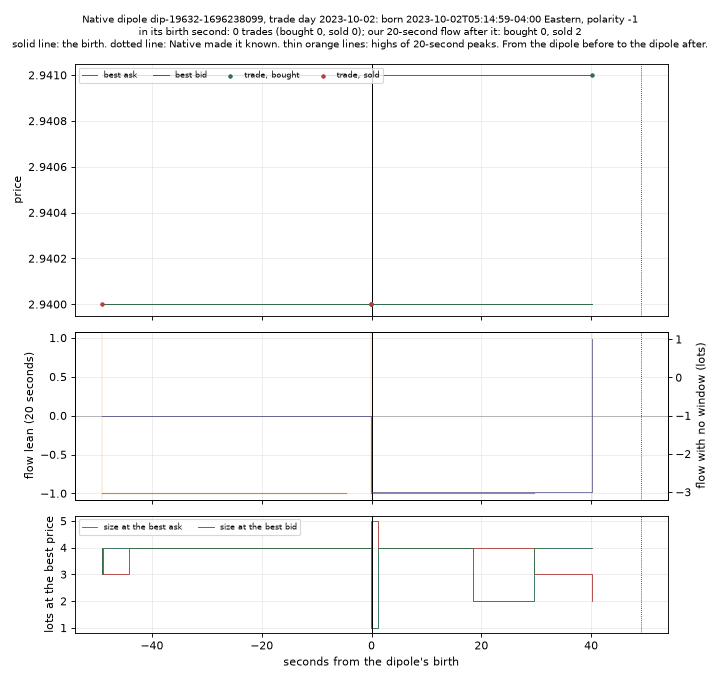 Native dipole dip-19632-1696238099, trade day 2023-10-02: born 2023-10-02T05:14:59-04:00 Eastern, polarity -1
in its birth second: 0 trades (bought 0, sold 0); our 20-second flow after it: bought 0, sold 2
solid line: the birth. dotted line: Native made it known. thin orange lines: highs of 20-second peaks. From the dipole before to the dipole after.
best ask best bid trade, bought trade, sold
2.9410
2.9408
2.9406
2.9404
2.9402
2.9400
price
1.0
0.5
0.0
−0.5
−1.0
flow lean (20 seconds)
1
0
−1
−2
−3
flow with no window (lots)
size at the best ask size at the best bid
5
4
3
2
1
lots at the best price
−40 −20 0 20 40
seconds from the dipole's birth